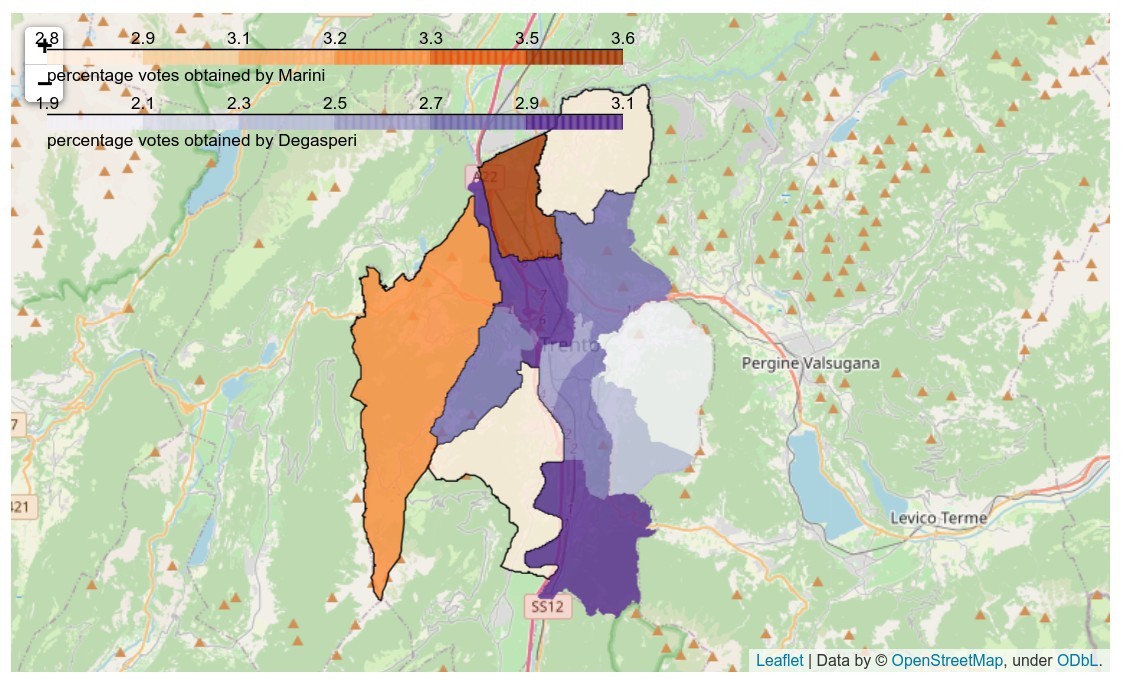 2.8 2.9 3.1 3.2 3.3 3.5 3.6
+
percentage votes obtained by Marini
−
1.9 2.1 2.3 2.5 2.7 2.9 3.1
percentage votes obtained by Degasperi
A22
Trento
Pergine Valsugana
7
321
Levico Terme
SS12
Leaflet | Data by © OpenStreetMap, under ODbL.